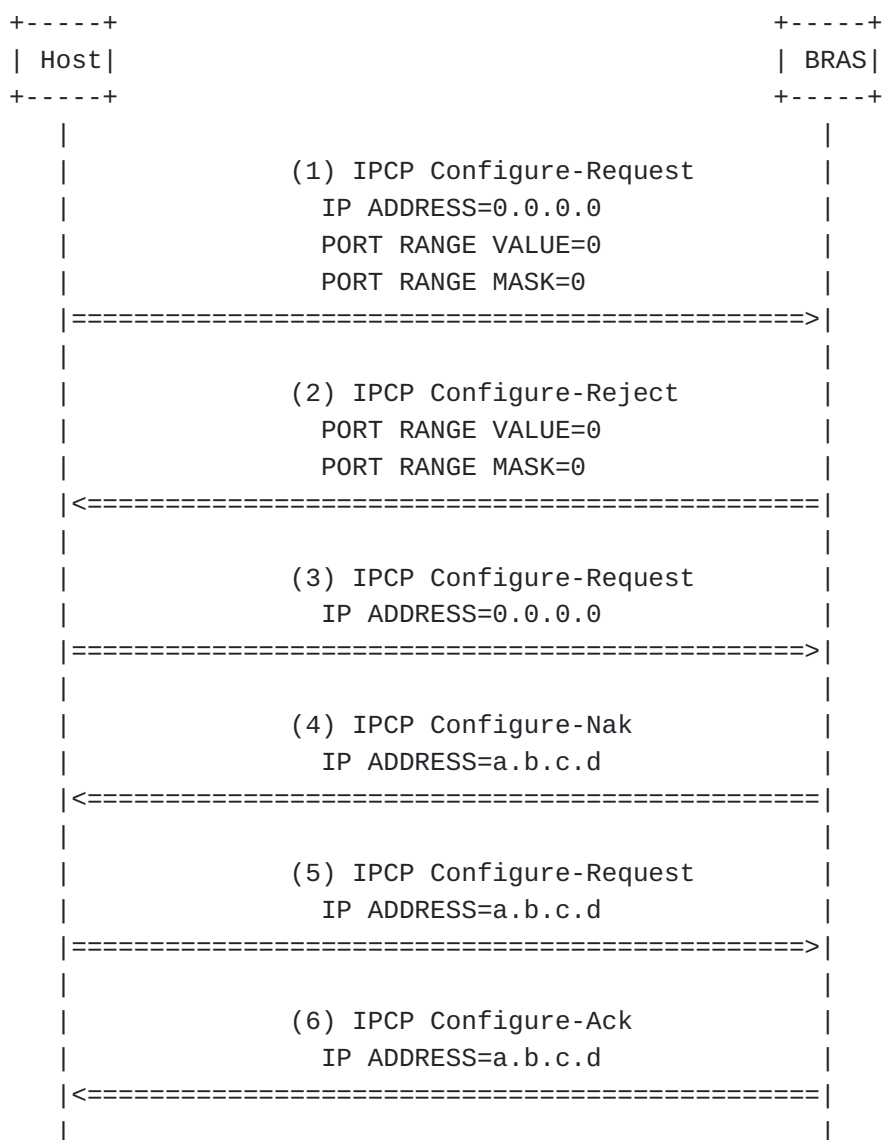 +-----+                                          +-----+
| Host|                                          | BRAS|
+-----+                                          +-----+
   |                                                |
   |              (1) IPCP Configure-Request        |
   |                IP ADDRESS=0.0.0.0              |
   |                PORT RANGE VALUE=0              |
   |                PORT RANGE MASK=0               |
   |===============================================>|
   |                                                |
   |              (2) IPCP Configure-Reject         |
   |                PORT RANGE VALUE=0              |
   |                PORT RANGE MASK=0               |
   |<===============================================|
   |                                                |
   |              (3) IPCP Configure-Request        |
   |                IP ADDRESS=0.0.0.0              |
   |===============================================>|
   |                                                |
   |              (4) IPCP Configure-Nak            |
   |                IP ADDRESS=a.b.c.d              |
   |<===============================================|
   |                                                |
   |              (5) IPCP Configure-Request        |
   |                IP ADDRESS=a.b.c.d              |
   |===============================================>|
   |                                                |
   |              (6) IPCP Configure-Ack            |
   |                IP ADDRESS=a.b.c.d              |
   |<===============================================|
   |                                                |